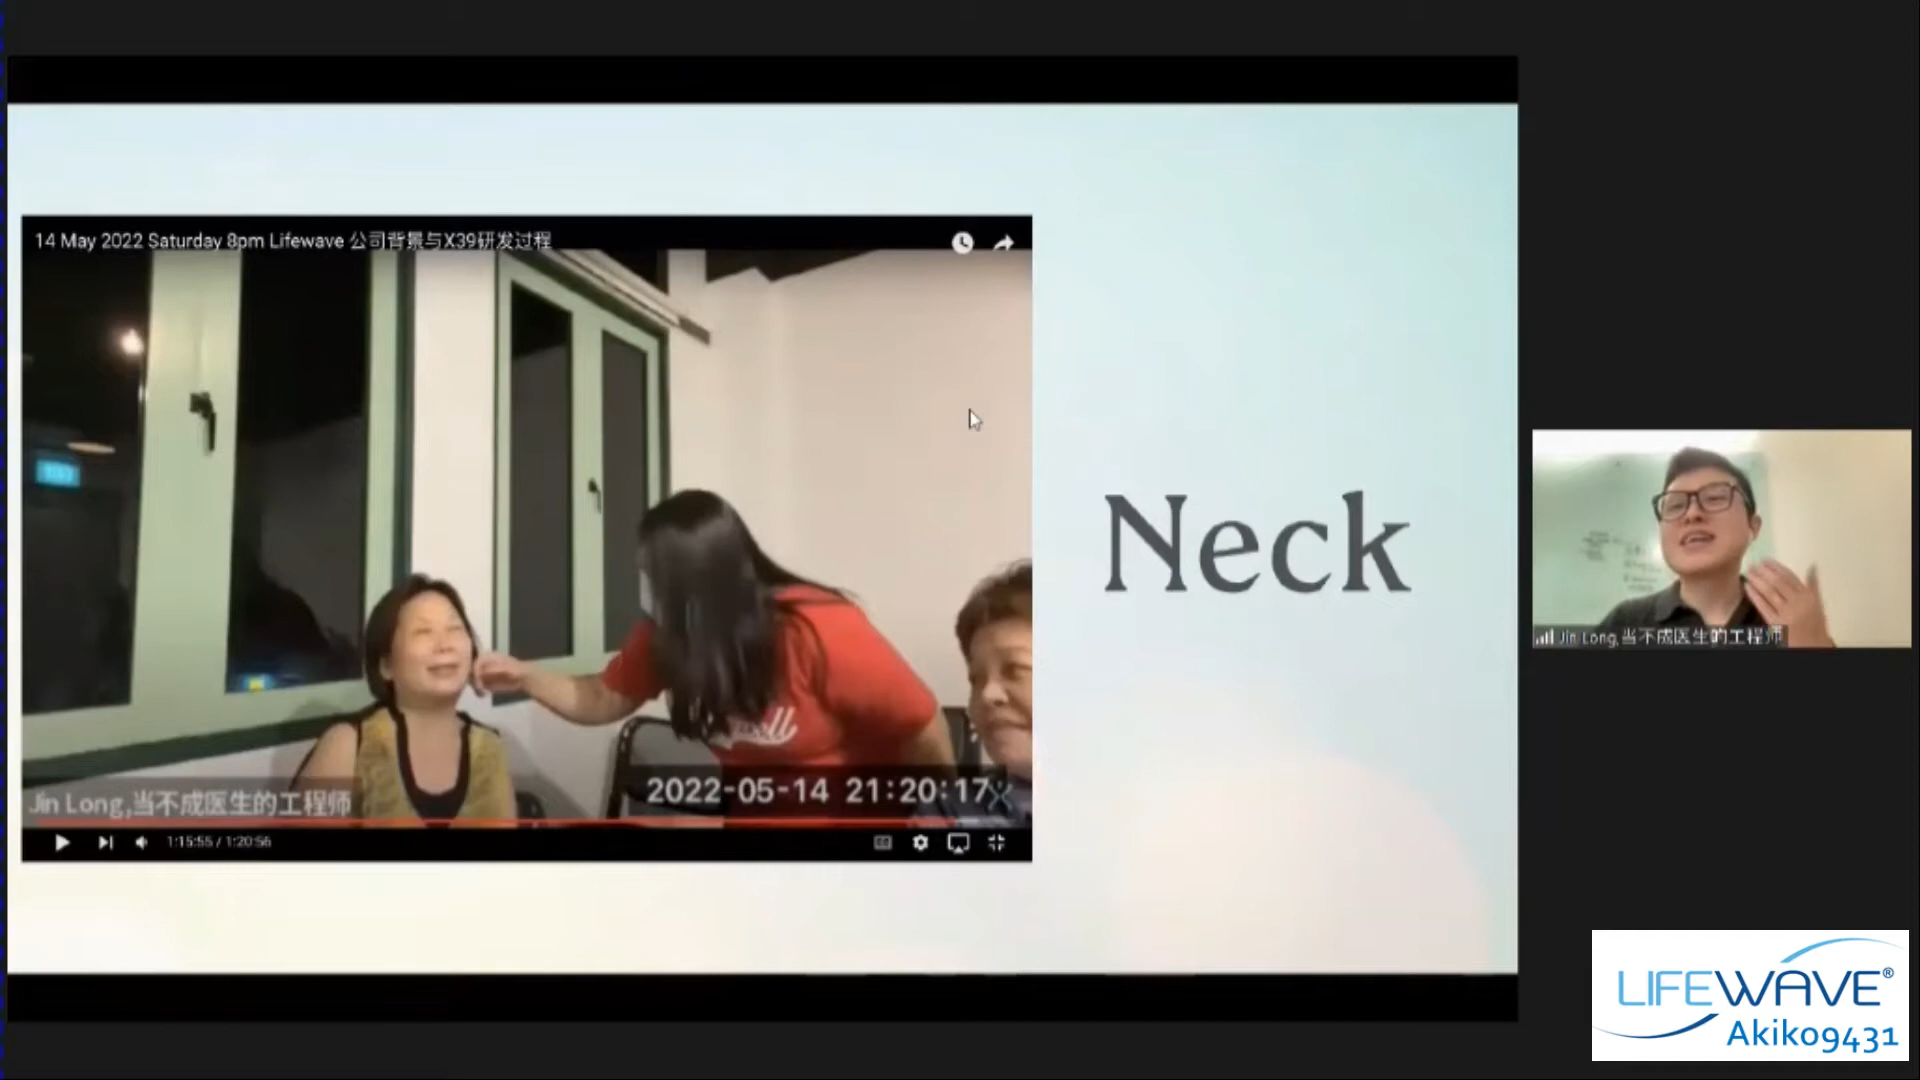 14 May 2022 Saturday 8pm Lifewave 公司背景与X39研发过程
Neck
Jin Long,当不成医生的工程师
2022-05-14 21:20:17
1:15:55 / 1:20:56
Jin Long,当不成医生的工程师
LIFEWAVE®
Akiko9431